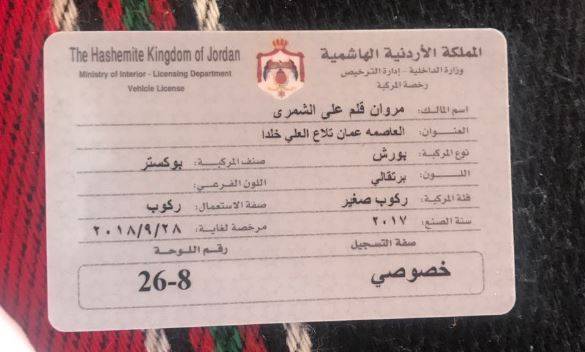 The Hashemite Kingdom of Jordan
المملكة الأردنية الهاشمية
Ministry of Interior - Licensing Department
وزارة الداخلية - إدارة الترخيص
Vehicle License
رخصة المركبة
اسم المالك: مروان قلم علي الشمري
العنوان: العاصمه عمان تلاع العلي خلدا
نوع المركبة: بورش صنف المركبة: بوكستر
اللون: برتقالي اللون الفرعي:
فئة المركبة: ركوب صغير صفة الاستعمال: ركوب
سنة الصنع: ٢٠١٧ مرخصة لغاية: ٢٠١٨/٩/٢٨
صفة التسجيل رقم اللوحة
خصوصي 26-8